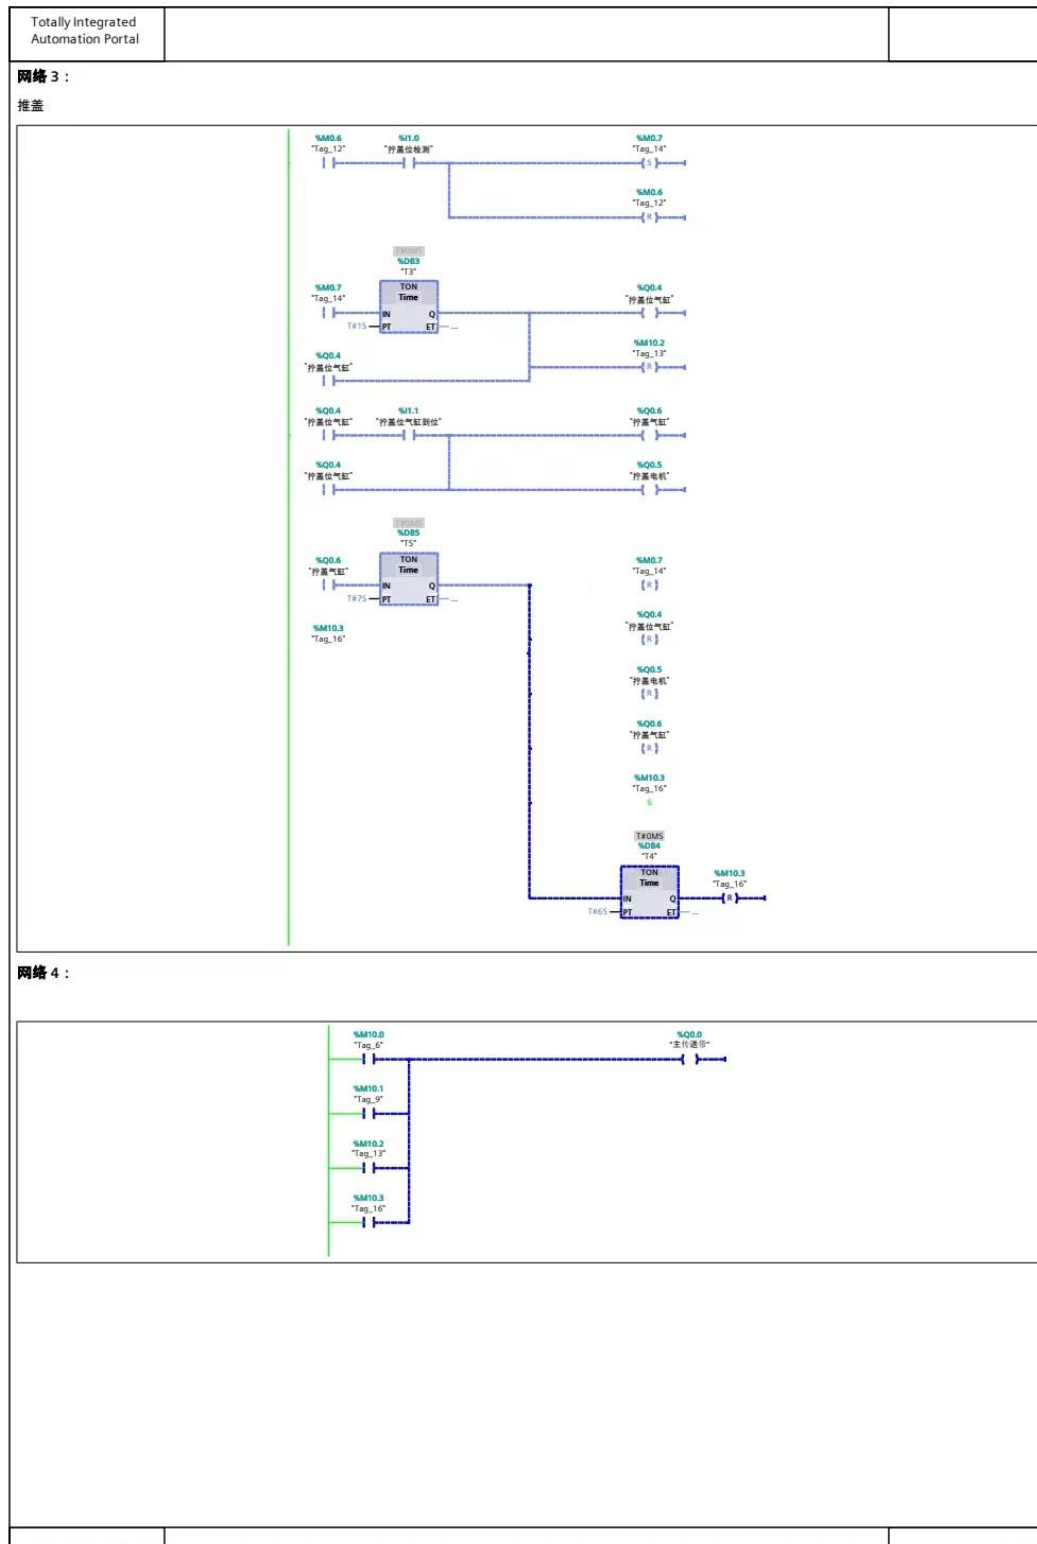 Totally Integrated
Automation Portal
网络 3：
推盖
%M0.6 %I1.0 %M0.7
"Tag_12" "拧盖位检测" "Tag_14"
S
%M0.6
"Tag_12"
R
T#0MS
%DB3
"T3"
TON
Time
%M0.7 %Q0.4
"Tag_14" "拧盖位气缸"
IN Q
T#1S PT ET ...
%M10.2
"Tag_13"
R
%Q0.4
"拧盖位气缸"
%Q0.4 %I1.1 %Q0.6
"拧盖位气缸" "拧盖位气缸到位" "拧盖气缸"
%Q0.4 %Q0.5
"拧盖位气缸" "拧盖电机"
T#0MS
%DB5
"T5"
TON
Time
%Q0.6 %M0.7
"拧盖气缸" "Tag_14"
IN Q R
T#7S PT ET ...
%M10.3 %Q0.4
"Tag_16" "拧盖位气缸"
R
%Q0.5
"拧盖电机"
R
%Q0.6
"拧盖气缸"
R
%M10.3
"Tag_16"
S
T#0MS
%DB4
"T4"
TON
Time
%M10.3
"Tag_16"
IN Q R
T#6S PT ET ...
网络 4：
%M10.0 %Q0.0
"Tag_6" "主传送带"
%M10.1
"Tag_9"
%M10.2
"Tag_13"
%M10.3
"Tag_16"